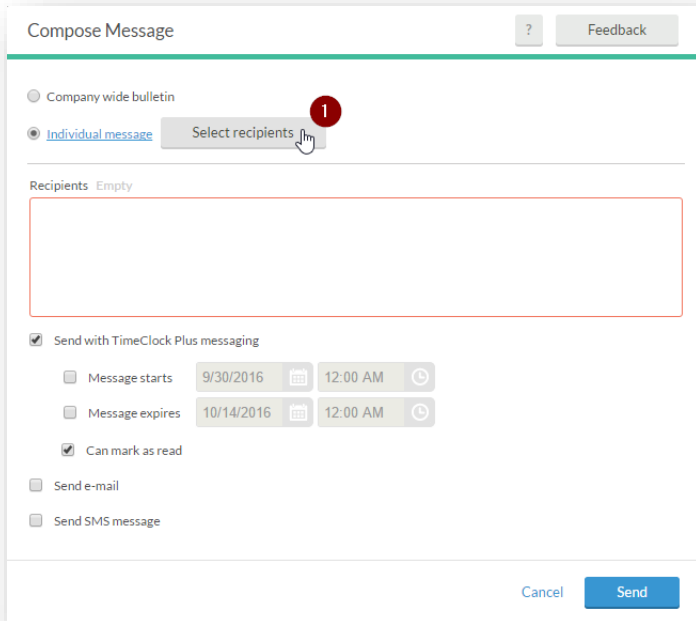 Compose Message
? Feedback
Company wide bulletin
1
Individual message Select recipients
Recipients Empty
Send with TimeClock Plus messaging
Message starts 9/30/2016 12:00 AM
Message expires 10/14/2016 12:00 AM
Can mark as read
Send e-mail
Send SMS message
Cancel Send